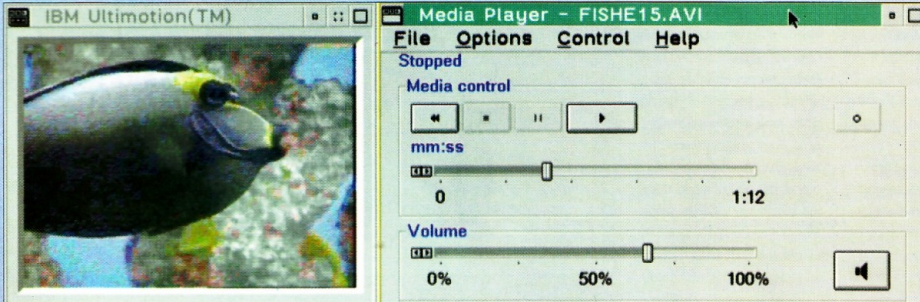 IBM Ultimotion(TM)
Media Player - FISHE15.AVI
File Options Control Help
Stopped
Media control
mm:ss
0 1:12
Volume
0% 50% 100%